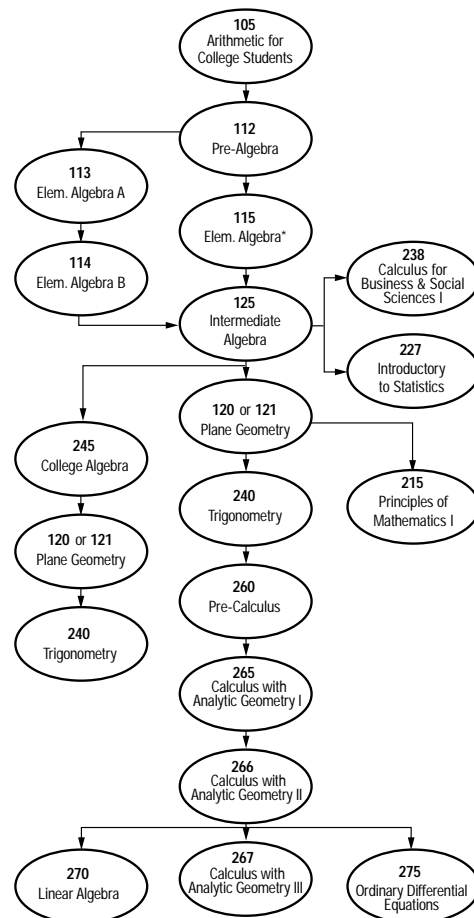 105
Arithmetic for
College Students
112
Pre-Algebra
113
Elem. Algebra A
115
Elem. Algebra*
114
Elem. Algebra B
238
Calculus for
Business & Social
Sciences I
125
Intermediate
Algebra
227
Introductory
to Statistics
120 or 121
Plane Geometry
245
College Algebra
240
Trigonometry
215
Principles of
Mathematics I
120 or 121
Plane Geometry
260
Pre-Calculus
240
Trigonometry
265
Calculus with
Analytic Geometry I
266
Calculus with
Analytic Geometry II
270
Linear Algebra
267
Calculus with
Analytic Geometry III
275
Ordinary Differential
Equations